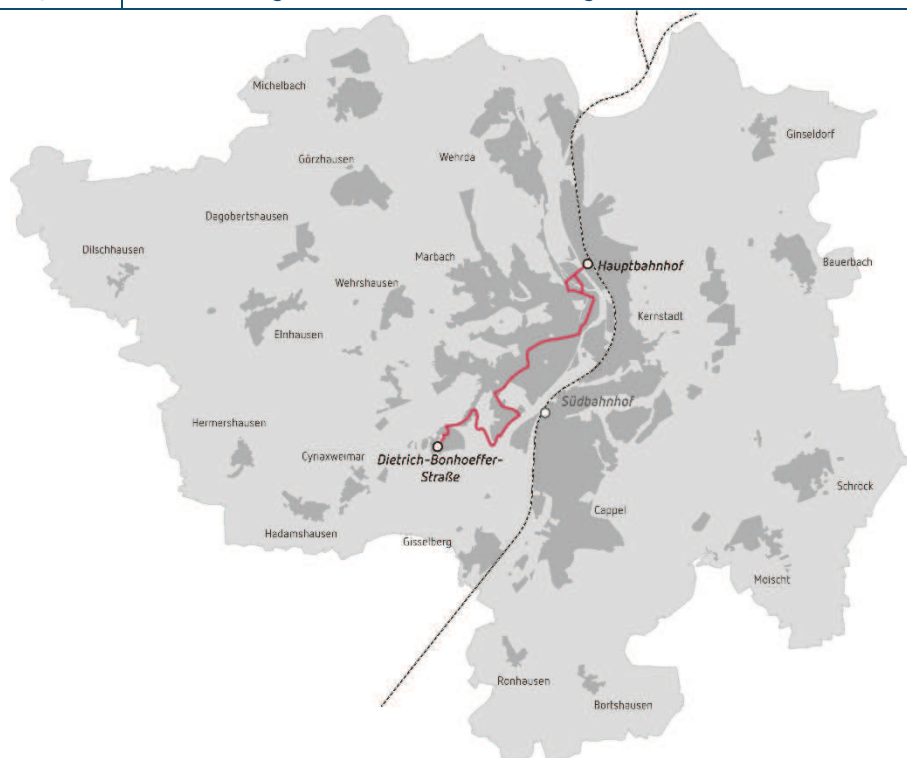 Michelbach
Ginseldorf
Wehrda
Görzhausen
Dagobertshausen
Dilschhausen
Marbach
Hauptbahnhof
Bauerbach
Wehrshausen
Kernstadt
Elnhausen
Südbahnhof
Hermershausen
Cyriaxweimar
Dietrich-Bonhoeffer-
Straße
Schröck
Cappel
Hadamshausen
Gisselberg
Moischt
Ronhausen
Bortshausen